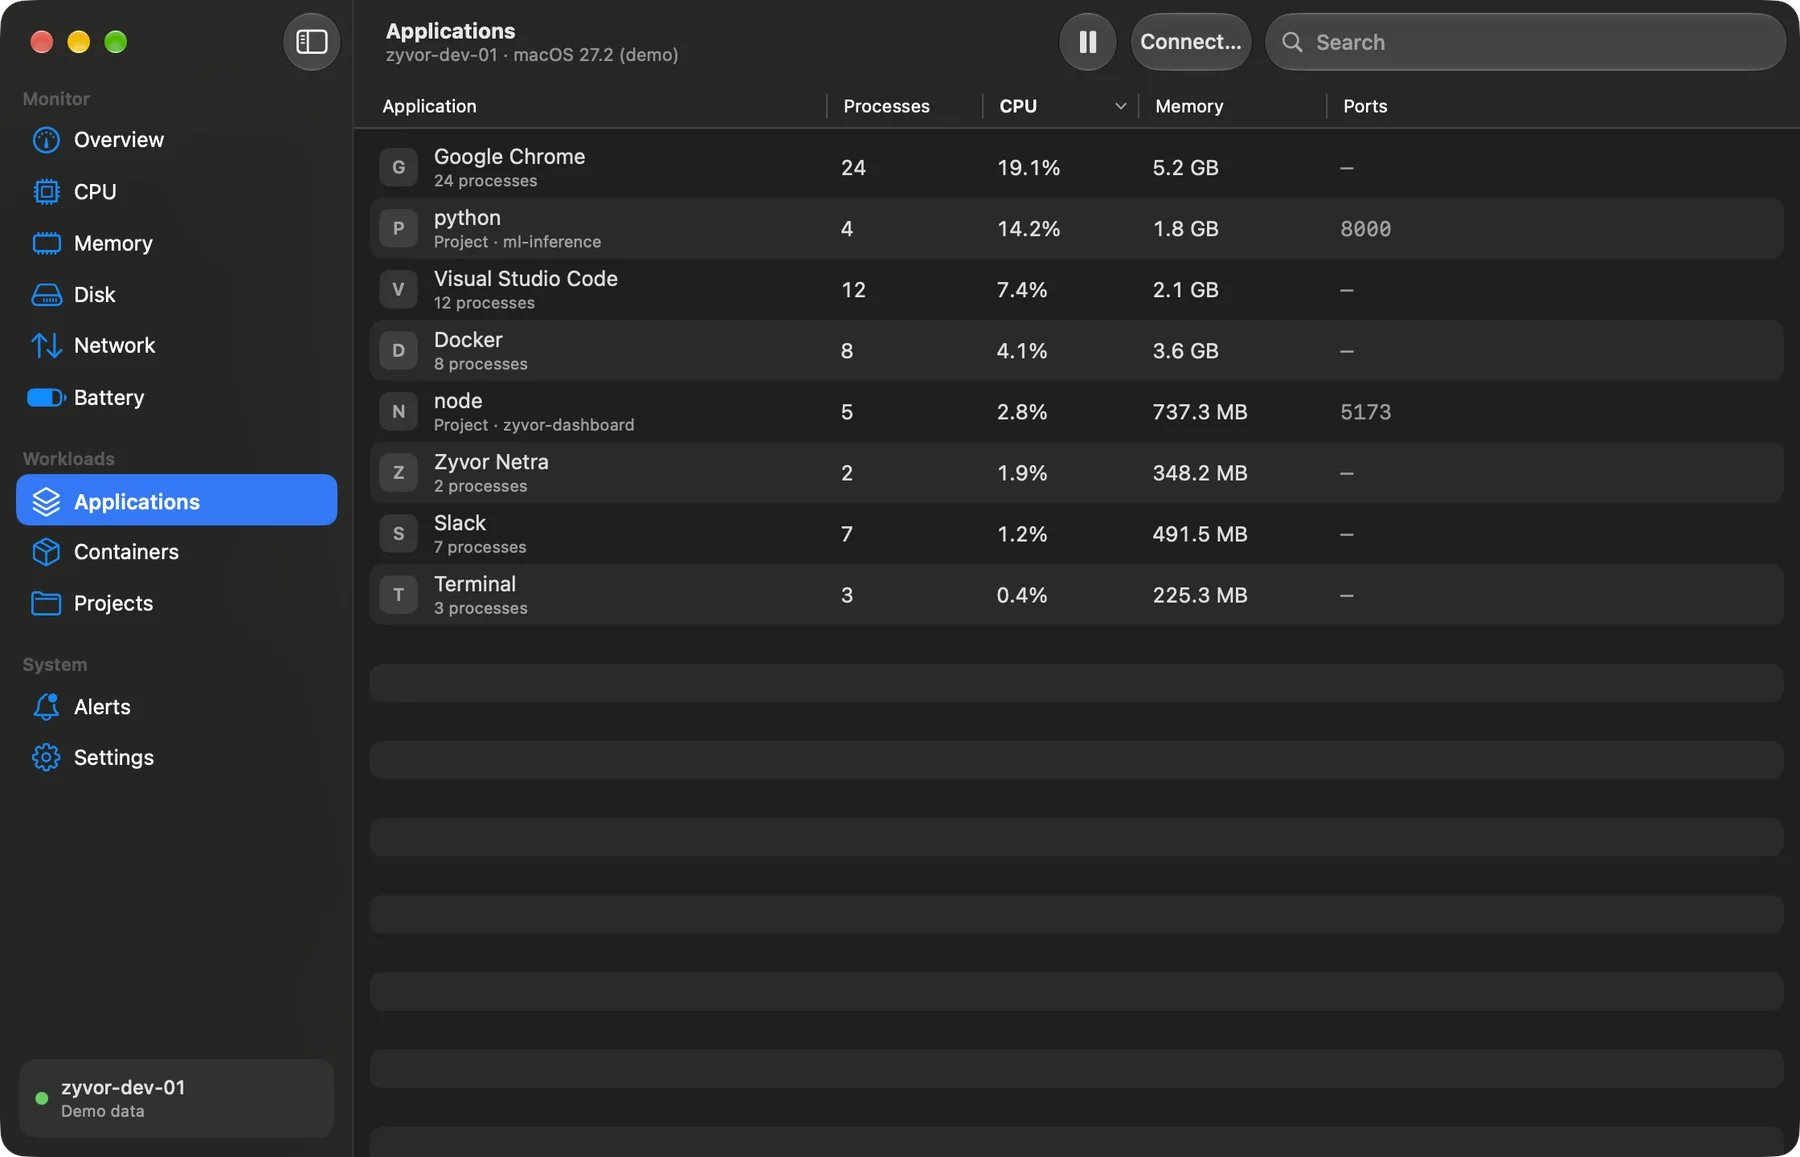 Applications
zyvor-dev-01 · macOS 27.2 (demo)
Connect...
Search
Monitor
Overview
CPU
Memory
Disk
Network
Battery
Workloads
Applications
Containers
Projects
System
Alerts
Settings
zyvor-dev-01
Demo data
Application Processes CPU Memory Ports
G Google Chrome 24 19.1% 5.2 GB —
24 processes
P python 4 14.2% 1.8 GB 8000
Project · ml-inference
V Visual Studio Code 12 7.4% 2.1 GB —
12 processes
D Docker 8 4.1% 3.6 GB —
8 processes
N node 5 2.8% 737.3 MB 5173
Project · zyvor-dashboard
Z Zyvor Netra 2 1.9% 348.2 MB —
2 processes
S Slack 7 1.2% 491.5 MB —
7 processes
T Terminal 3 0.4% 225.3 MB —
3 processes